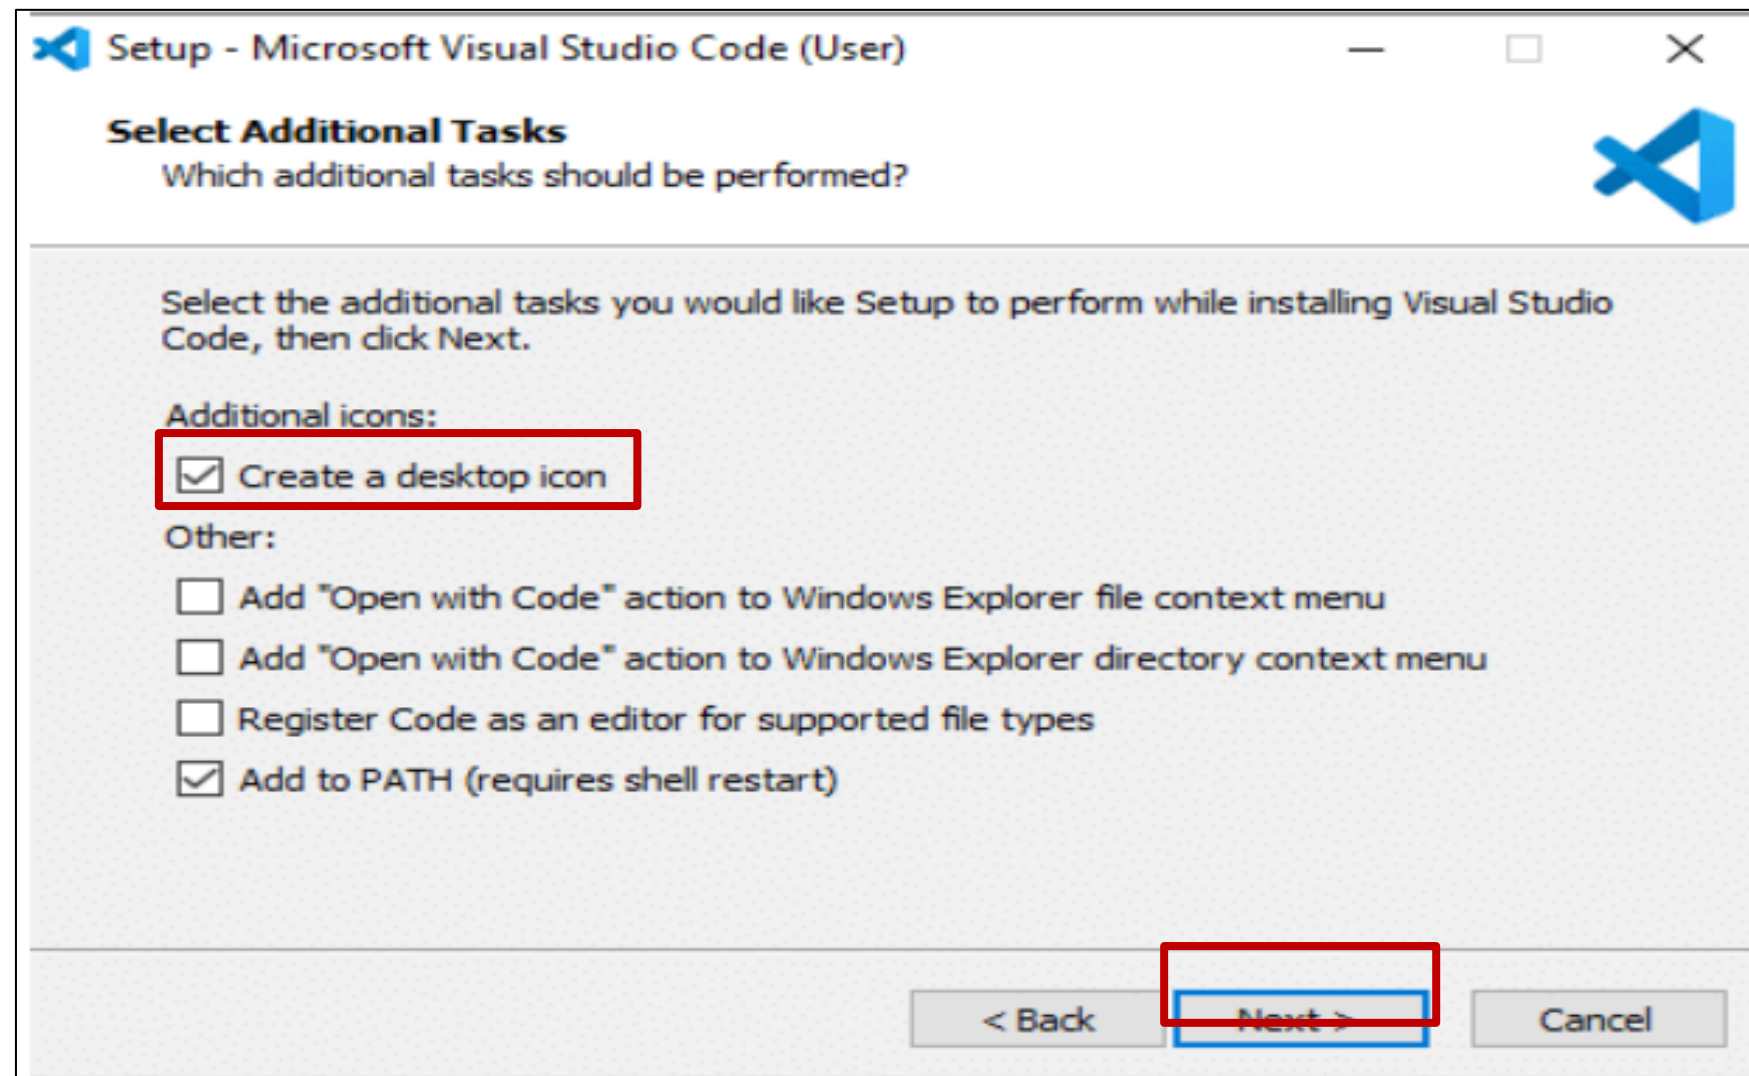 Setup - Microsoft Visual Studio Code (User)
Select Additional Tasks
Which additional tasks should be performed?
Select the additional tasks you would like Setup to perform while installing Visual Studio
Code, then click Next.
Additional icons:
Create a desktop icon
Other:
Add "Open with Code" action to Windows Explorer file context menu
Add "Open with Code" action to Windows Explorer directory context menu
Register Code as an editor for supported file types
Add to PATH (requires shell restart)
< Back Next > Cancel